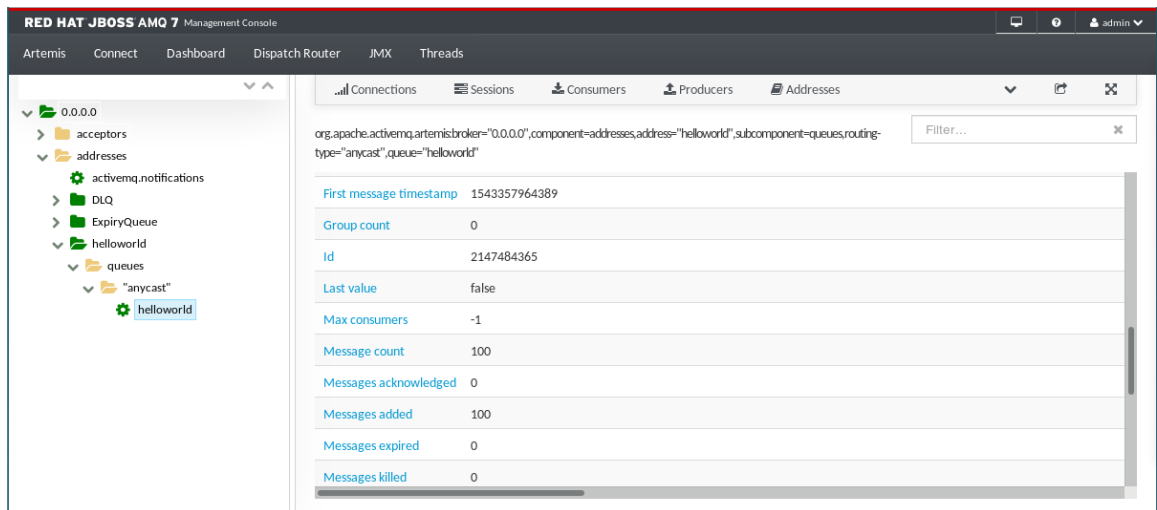 RED HAT JBOSS AMQ 7 Management Console
admin
Artemis Connect Dashboard Dispatch Router JMX Threads
Connections Sessions Consumers Producers Addresses
0.0.0.0
acceptors
addresses
activemq.notifications
DLQ
ExpiryQueue
helloworld
queues
"anycast"
helloworld
org.apache.activemq.artemis:broker="0.0.0.0",component=addresses,address="helloworld",subcomponent=queues,routing-
type="anycast",queue="helloworld"
Filter...
First message timestamp 1543357964389
Group count 0
Id 2147484365
Last value false
Max consumers -1
Message count 100
Messages acknowledged 0
Messages added 100
Messages expired 0
Messages killed 0